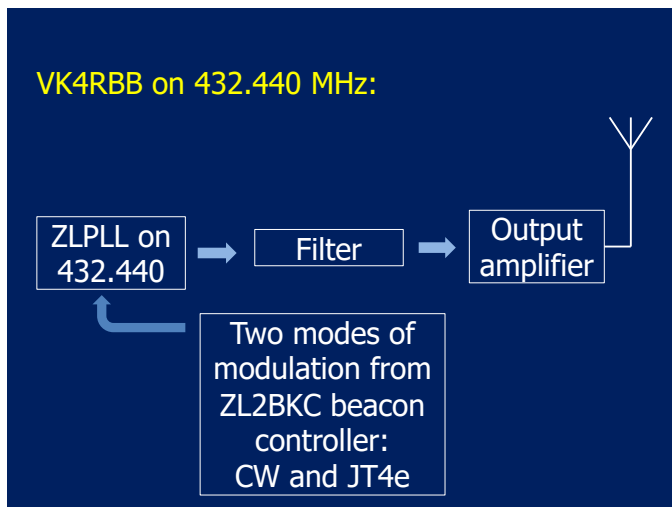 VK4RBB on 432.440 MHz:
ZLPLL on
432.440
Filter
Output
amplifier
Two modes of
modulation from
ZL2BKC beacon
controller:
CW and JT4e